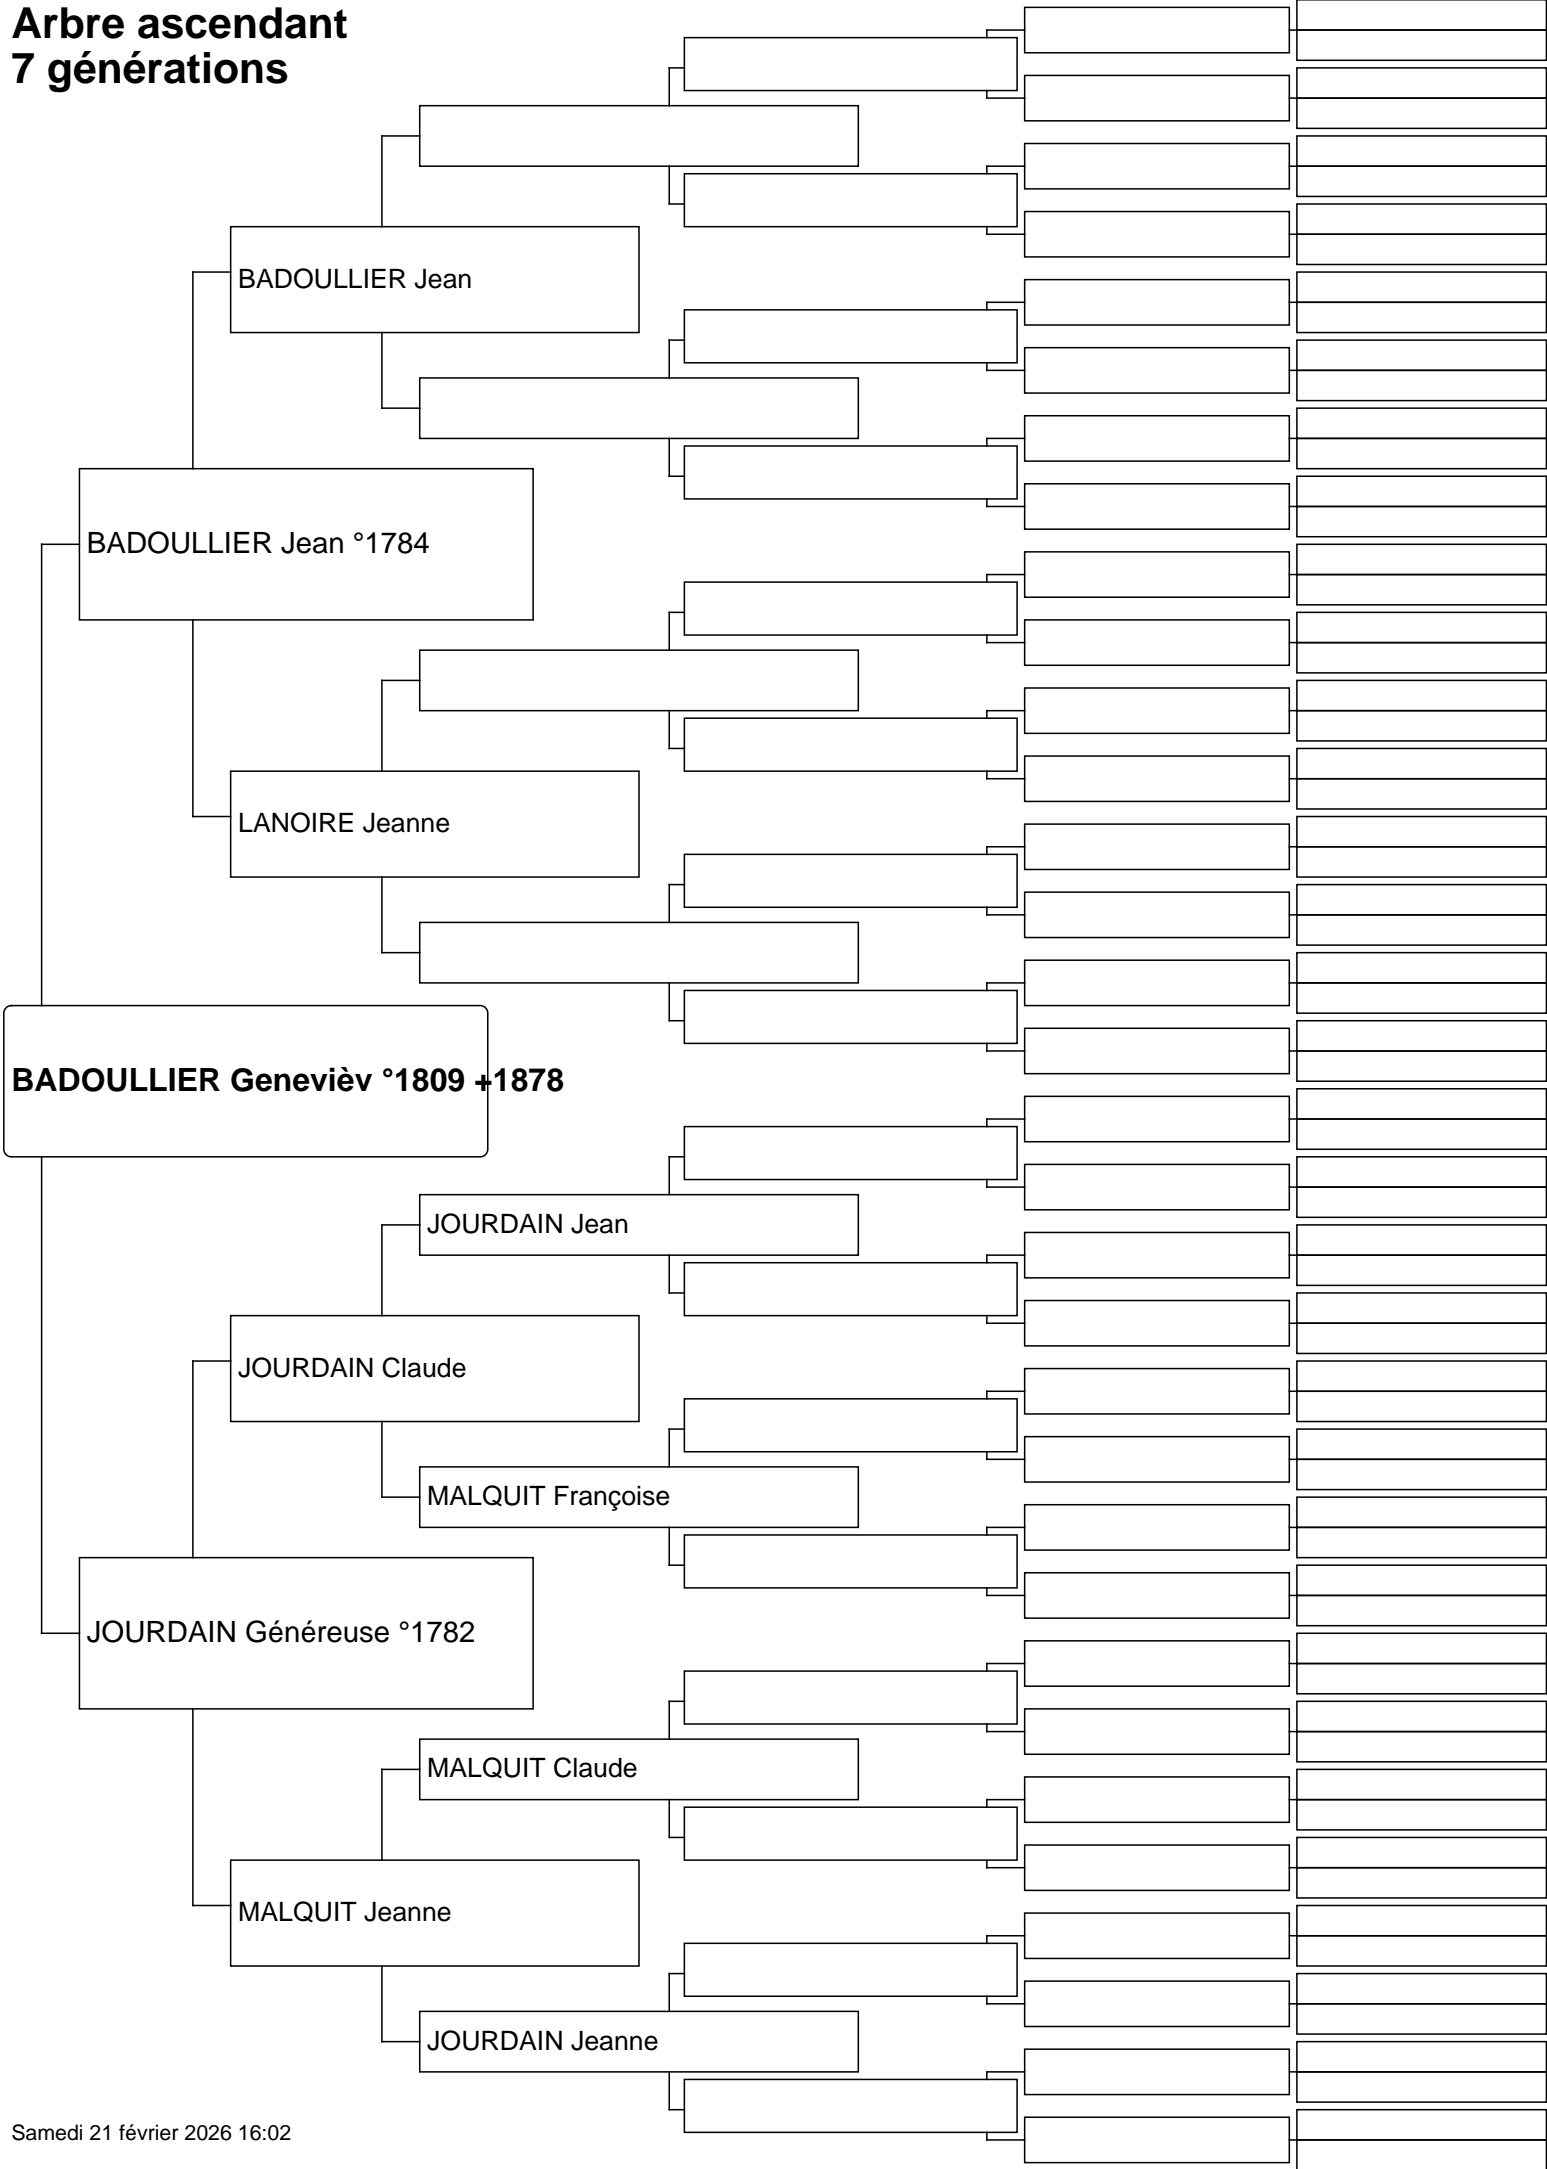 Arbre ascendant
7 générations
BADOULLIER Jean
BADOULLIER Jean °1784
LANOIRE Jeanne
BADOULLIER Genevièv °1809 +1878
JOURDAIN Jean
JOURDAIN Claude
MALQUIT Françoise
JOURDAIN Généreuse °1782
MALQUIT Claude
MALQUIT Jeanne
JOURDAIN Jeanne
Samedi 21 février 2026 16:02